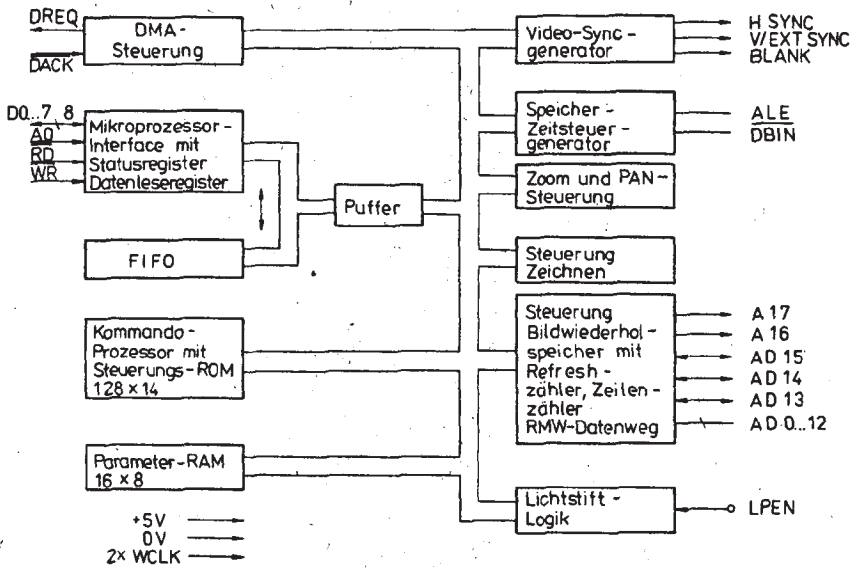 DREQ
DACK
DMA-
Steuerung
D0...7 8
A0
RD
WR
Mikroprozessor-
Interface mit
Statusregister
Datenleseregister
FIFO
Puffer
Kommando-
Prozessor mit
Steuerungs-ROM
128 × 14
Parameter-RAM
16 × 8
+5V
0V
2× WCLK
Video-Sync-
generator
H SYNC
V/EXT SYNC
BLANK
Speicher-
Zeitsteuer-
generator
ALE
DBIN
Zoom und PAN-
Steuerung
Steuerung
Zeichnen
Steuerung
Bildwiederhol-
speicher mit
Refresh-
zähler, Zeilen-
zähler
RMW-Datenweg
A 17
A 16
AD 15
AD 14
AD 13
AD 0...12
Lichtstift-
Logik
LPEN